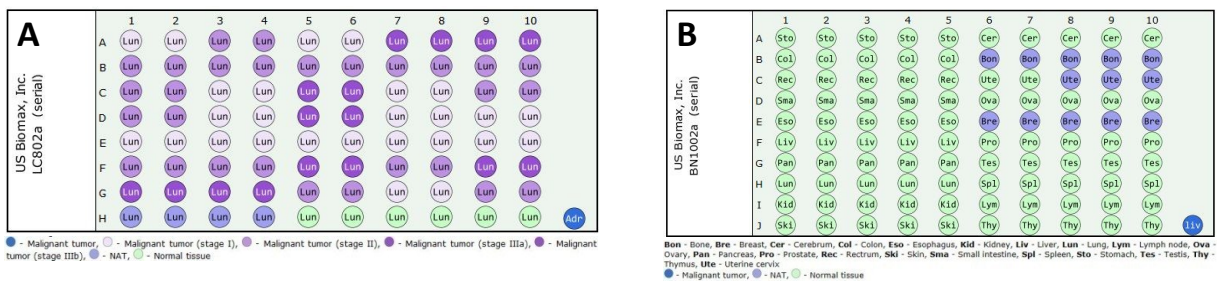 A
US Biomax, Inc.
LC802a (serial)
1 2 3 4 5 6 7 8 9 10
A Lun Lun Lun Lun Lun Lun Lun Lun Lun Lun
B Lun Lun Lun Lun Lun Lun Lun Lun Lun Lun
C Lun Lun Lun Lun Lun Lun Lun Lun Lun Lun
D Lun Lun Lun Lun Lun Lun Lun Lun Lun Lun
E Lun Lun Lun Lun Lun Lun Lun Lun Lun Lun
F Lun Lun Lun Lun Lun Lun Lun Lun Lun Lun
G Lun Lun Lun Lun Lun Lun Lun Lun Lun Lun
H Lun Lun Lun Lun Lun Lun Lun Lun Lun Lun Adr
- Malignant tumor, - Malignant tumor (stage I), - Malignant tumor (stage II), - Malignant tumor (stage IIIa), - Malignant
tumor (stage IIIb), - NAT, - Normal tissue
B
US Biomax, Inc.
BN1002a (serial)
1 2 3 4 5 6 7 8 9 10
A Sto Sto Sto Sto Sto Cer Cer Cer Cer Cer
B Col Col Col Col Col Bon Bon Bon Bon Bon
C Rec Rec Rec Rec Rec Ute Ute Ute Ute Ute
D Sma Sma Sma Sma Sma Ova Ova Ova Ova Ova
E Eso Eso Eso Eso Eso Bre Bre Bre Bre Bre
F Liv Liv Liv Liv Liv Pro Pro Pro Pro Pro
G Pan Pan Pan Pan Pan Tes Tes Tes Tes Tes
H Lun Lun Lun Lun Lun Spl Spl Spl Spl Spl
I Kid Kid Kid Kid Kid Lym Lym Lym Lym Lym
J Ski Ski Ski Ski Ski Thy Thy Thy Thy Thy liv
Bon - Bone, Bre - Breast, Cer - Cerebrum, Col - Colon, Eso - Esophagus, Kid - Kidney, Liv - Liver, Lun - Lung, Lym - Lymph node, Ova -
Ovary, Pan - Pancreas, Pro - Prostate, Rec - Rectrum, Ski - Skin, Sma - Small intestine, Spl - Spleen, Sto - Stomach, Tes - Testis, Thy -
Thymus, Ute - Uterine cervix
- Malignant tumor, - NAT, - Normal tissue